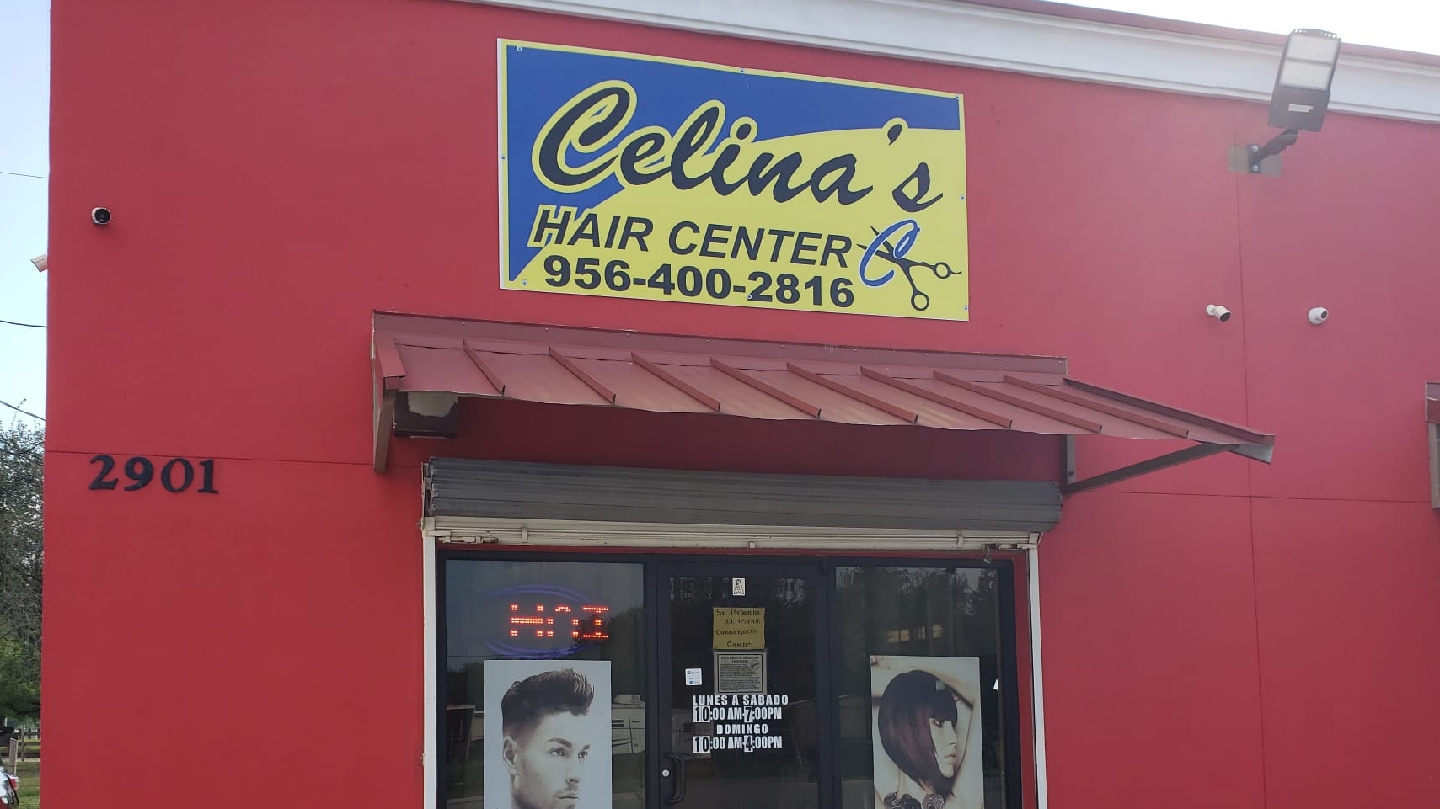 Celina's
HAIR CENTER
C
956-400-2816
2901
LUNES A SABADO
10:00 AM-7:00PM
DOMINGO
10:00 AM-4:00PM